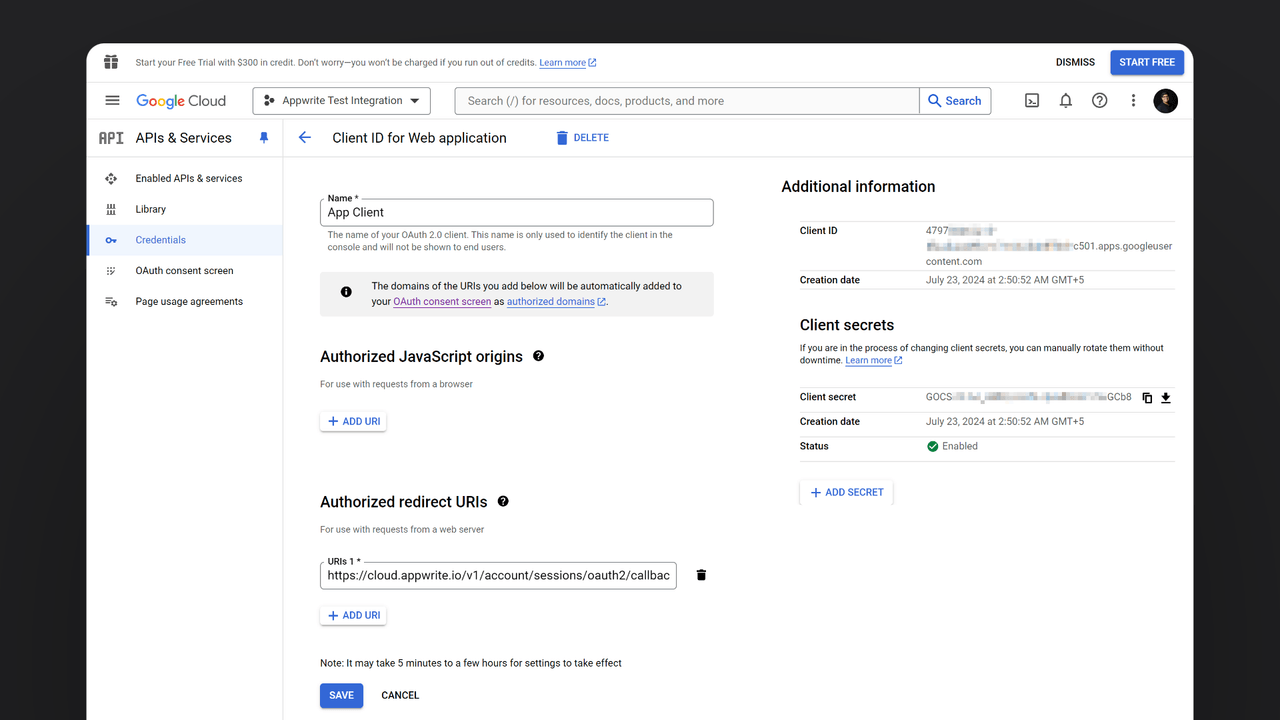 Start your Free Trial with $300 in credit. Don't worry—you won't be charged if you run out of credits. Learn more
DISMISS
START FREE
Google Cloud
Appwrite Test Integration
Search (/) for resources, docs, products, and more
Search
API APIs & Services
Client ID for Web application
DELETE
Enabled APIs & services
Library
Credentials
OAuth consent screen
Page usage agreements
Name *
App Client
The name of your OAuth 2.0 client. This name is only used to identify the client in the
console and will not be shown to end users.
The domains of the URIs you add below will be automatically added to
your OAuth consent screen as authorized domains.
Authorized JavaScript origins
For use with requests from a browser
+ ADD URI
Authorized redirect URIs
For use with requests from a web server
URIs 1 *
https://cloud.appwrite.io/v1/account/sessions/oauth2/callbac
+ ADD URI
Note: It may take 5 minutes to a few hours for settings to take effect
SAVE
CANCEL
Additional information
Client ID
4797
c501.apps.googleuser
content.com
Creation date
July 23, 2024 at 2:50:52 AM GMT+5
Client secrets
If you are in the process of changing client secrets, you can manually rotate them without
downtime. Learn more
Client secret
GOCS
GCb8
Creation date
July 23, 2024 at 2:50:52 AM GMT+5
Status
Enabled
+ ADD SECRET